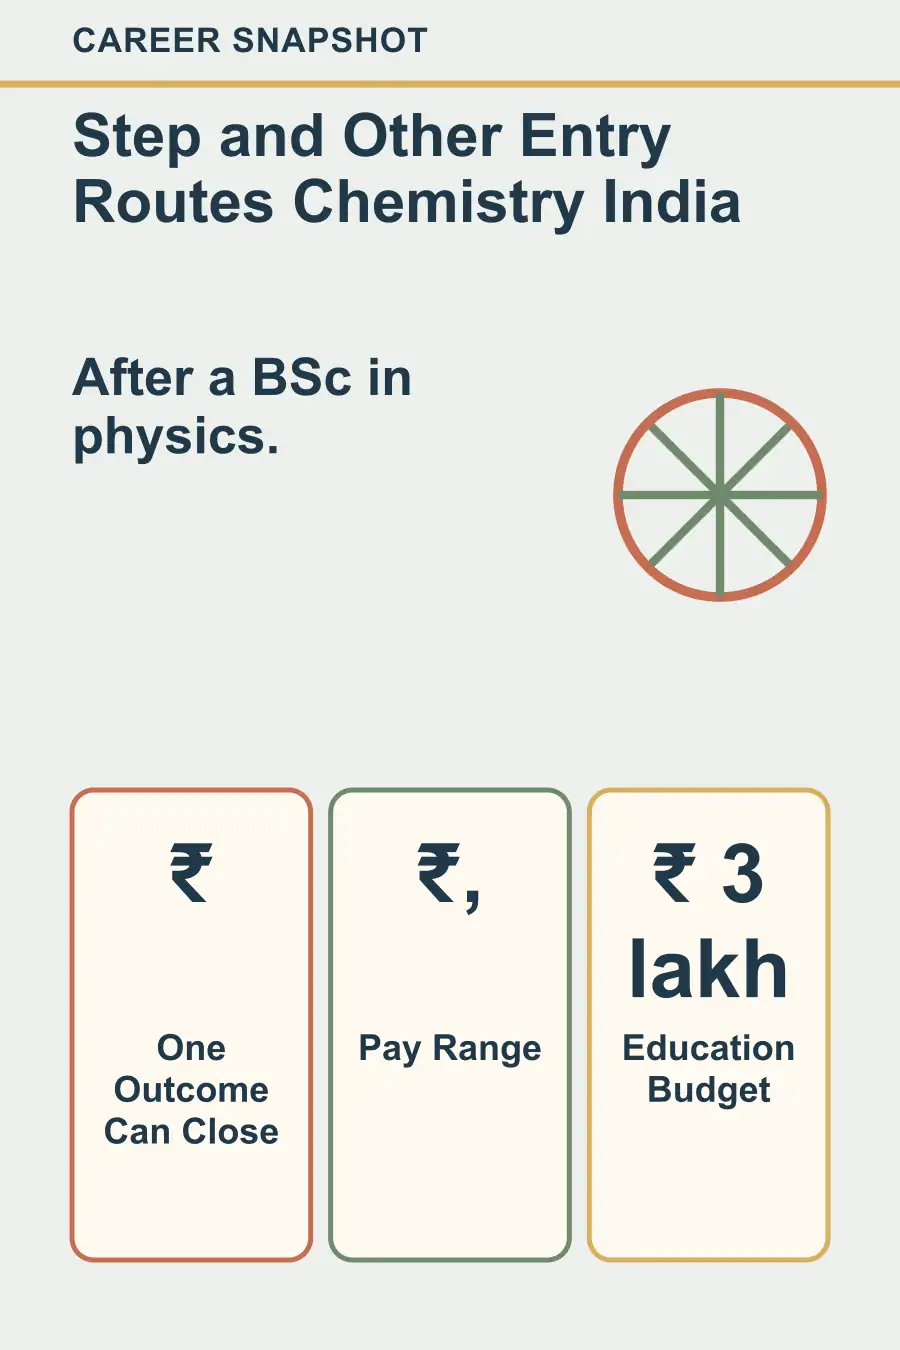 CAREER SNAPSHOT
Step and Other Entry
Routes Chemistry India
After a BSc in
physics.
₹
One
Outcome
Can Close
₹,
Pay Range
₹ 3
lakh
Education
Budget